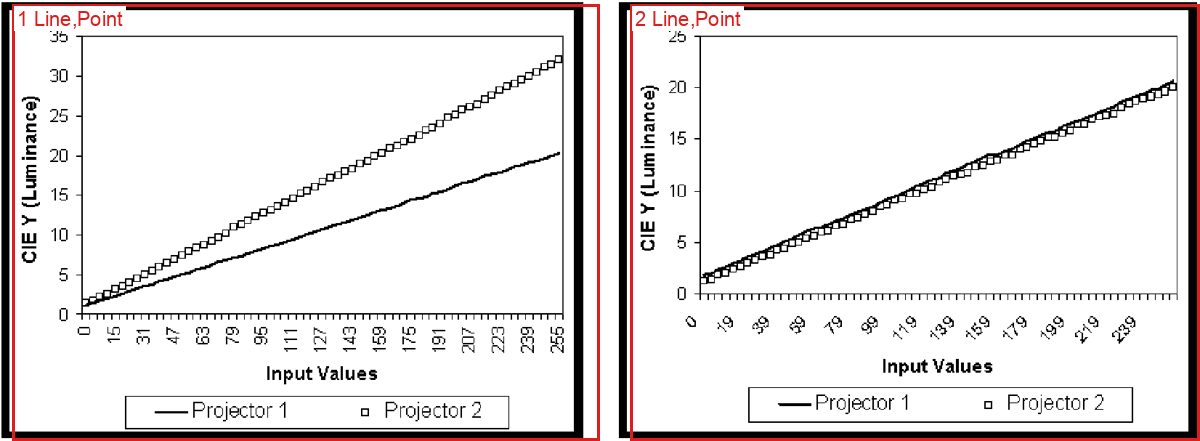 1 Line,Point
35
30
25
20
15
10
5
0
CIE Y (Luminance)
0 15 31 47 63 79 95 111 127 143 159 175 191 207 223 239 255
Input Values
Projector 1 Projector 2
2 Line,Point
25
20
15
10
5
0
CIE Y (Luminance)
0 19 39 59 79 99 119 139 159 179 199 219 239
Input Values
Projector 1 Projector 2